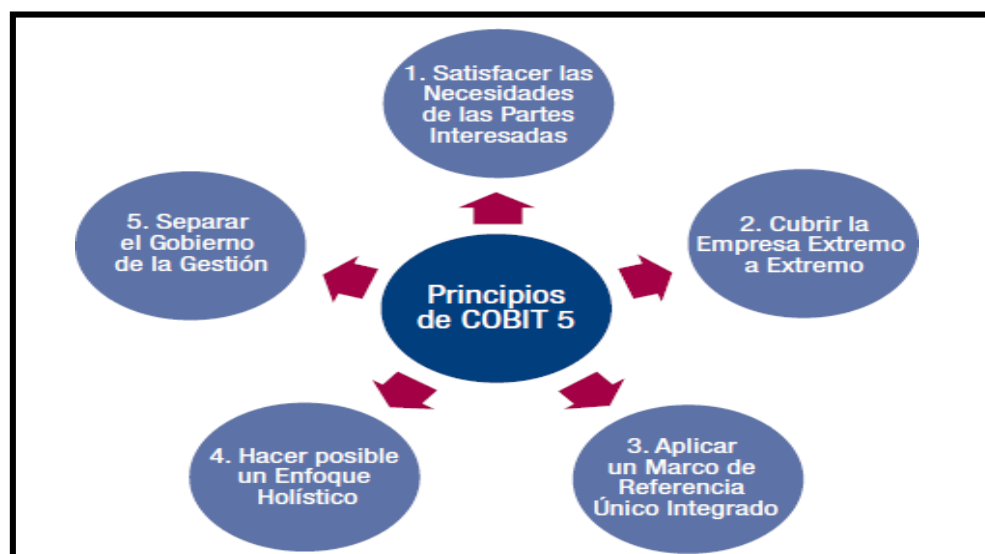 1. Satisfacer las
Necesidades
de las Partes
Interesadas
5. Separar
el Gobierno
de la Gestión
2. Cubrir la
Empresa Extremo
a Extremo
Principios
de COBIT 5
4. Hacer posible
un Enfoque
Holístico
3. Aplicar
un Marco de
Referencia
Único Integrado